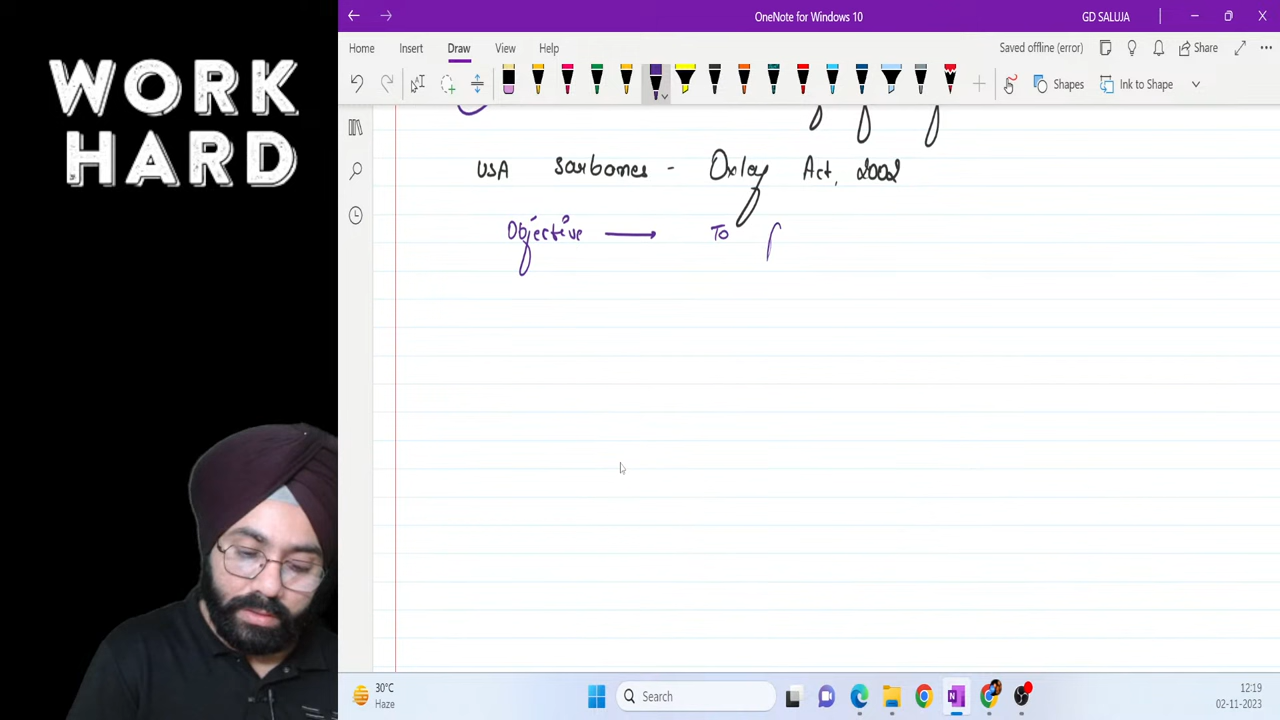 WORK
HARD
OneNote for Windows 10
GD SALUJA
Home Insert Draw View Help
Saved offline (error)
Share
Shapes
Ink to Shape
USA Sarbanes - Oxley Act, 2002
Objective → To
30°C
Haze
Search
12:19
02-11-2023